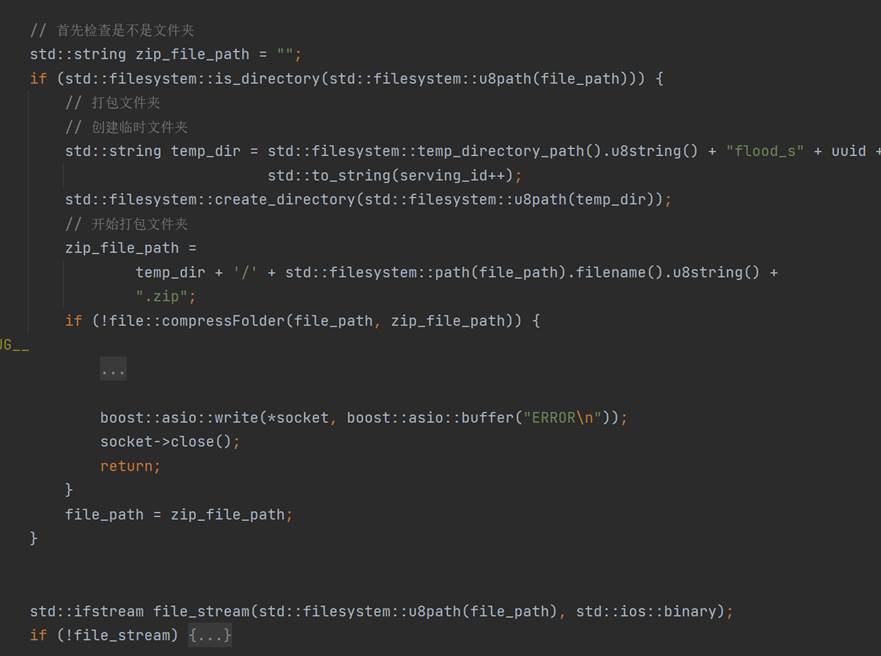 // 首先检查是不是文件夹
std::string zip_file_path = "";
if (std::filesystem::is_directory(std::filesystem::u8path(file_path))) {
// 打包文件夹
// 创建临时文件夹
std::string temp_dir = std::filesystem::temp_directory_path().u8string() + "flood_s" + uuid +
std::to_string(serving_id++);
std::filesystem::create_directory(std::filesystem::u8path(temp_dir));
// 开始打包文件夹
zip_file_path =
temp_dir + '/' + std::filesystem::path(file_path).filename().u8string() +
".zip";
if (!file::compressFolder(file_path, zip_file_path)) {
UG__
...
boost::asio::write(*socket, boost::asio::buffer("ERROR\n"));
socket->close();
return;
}
file_path = zip_file_path;
}
std::ifstream file_stream(std::filesystem::u8path(file_path), std::ios::binary);
if (!file_stream) {...}